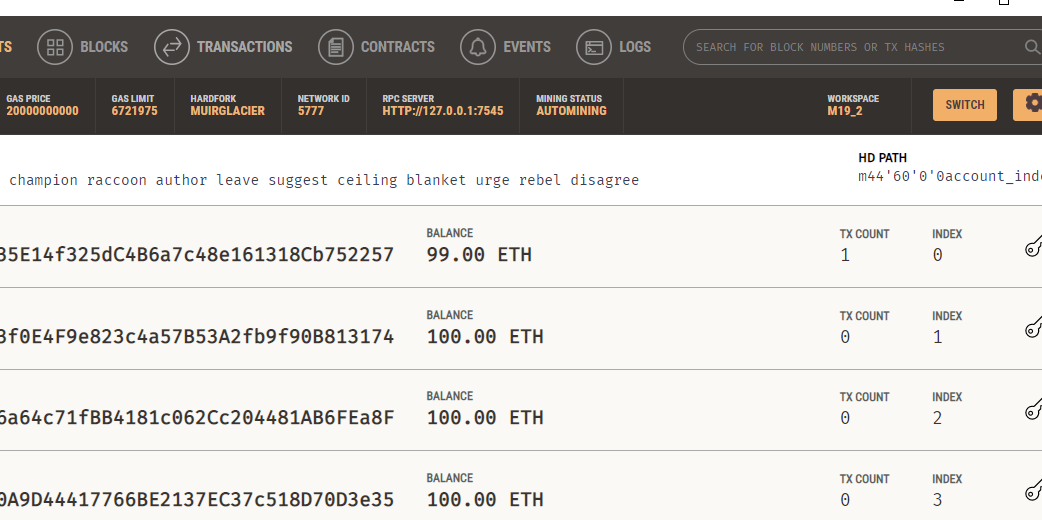 TS BLOCKS TRANSACTIONS CONTRACTS EVENTS LOGS SEARCH FOR BLOCK NUMBERS OR TX HASHES
GAS PRICE GAS LIMIT HARDFORK NETWORK ID RPC SERVER MINING STATUS WORKSPACE
20000000000 6721975 MUIRGLACIER 5777 HTTP://127.0.0.1:7545 AUTOMINING M19_2 SWITCH
HD PATH
champion raccoon author leave suggest ceiling blanket urge rebel disagree m44'60'0'0account_inde
BALANCE TX COUNT INDEX
35E14f325dC4B6a7c48e161318Cb752257 99.00 ETH 1 0
BALANCE TX COUNT INDEX
3f0E4F9e823c4a57B53A2fb9f90B813174 100.00 ETH 0 1
BALANCE TX COUNT INDEX
6a64c71fBB4181c062Cc204481AB6FEa8F 100.00 ETH 0 2
BALANCE TX COUNT INDEX
0A9D44417766BE2137EC37c518D70D3e35 100.00 ETH 0 3